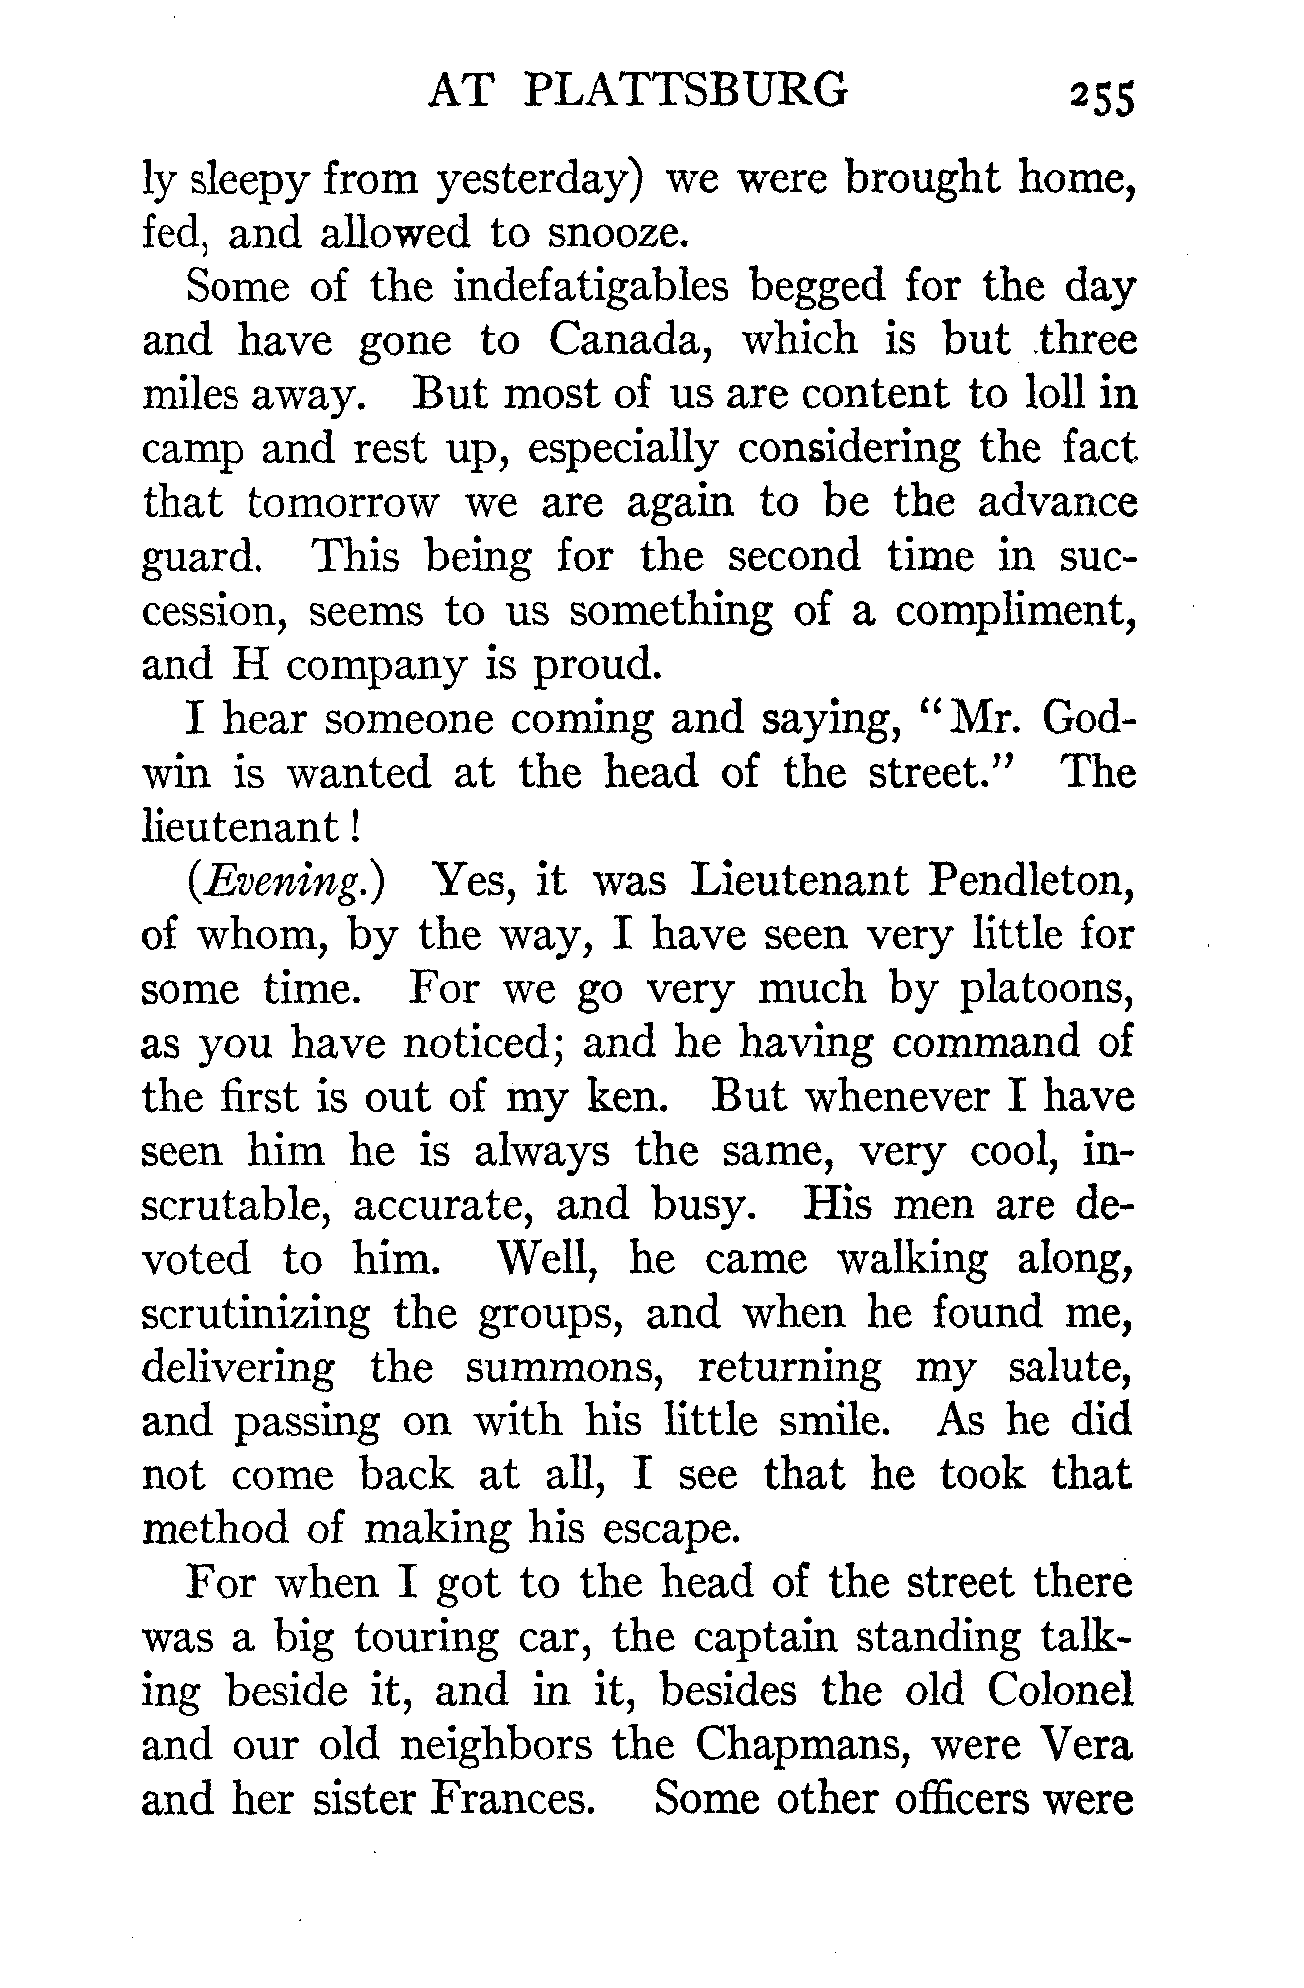 AT PLATTSBURG 255
ly sleepy from yesterday) we were brought home,
fed, and allowed to snooze.
Some of the indefatigables begged for the day
and have gone to Canada, which is but three
miles away. But most of us are content to loll in
camp and rest up, especially considering the fact
that tomorrow we are again to be the advance
guard. This being for the second time in suc-
cession, seems to us something of a compliment,
and H company is proud.
I hear someone coming and saying, "Mr. God-
win is wanted at the head of the street." The
lieutenant!
(Evening.) Yes, it was Lieutenant Pendleton,
of whom, by the way, I have seen very little for
some time. For we go very much by platoons,
as you have noticed; and he having command of
the first is out of my ken. But whenever I have
seen him he is always the same, very cool, in-
scrutable, accurate, and busy. His men are de-
voted to him. Well, he came walking along,
scrutinizing the groups, and when he found me,
delivering the summons, returning my salute,
and passing on with his little smile. As he did
not come back at all, I see that he took that
method of making his escape.
For when I got to the head of the street there
was a big touring car, the captain standing talk-
ing beside it, and in it, besides the old Colonel
and our old neighbors the Chapmans, were Vera
and her sister Frances. Some other officers were